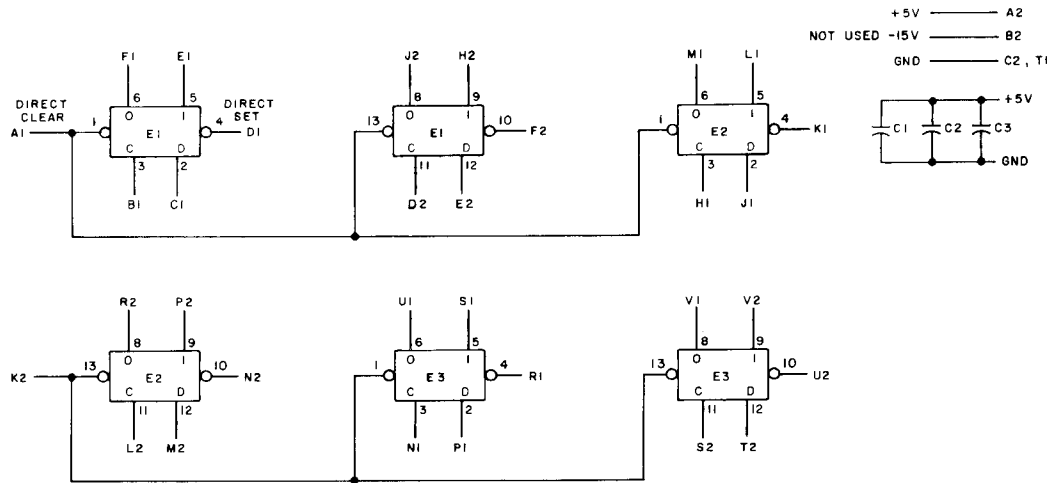 +5V A2
NOT USED -15V B2
GND C2, T1
F1 E1 J2 H2 M1 L1
DIRECT CLEAR A1
DIRECT SET D1
6 5 8 9 6 5
0 1 0 1 0 1
1 E1 4 13 E1 10 F2 1 E2 4 K1
C D C D C D
3 2 11 12 3 2
B1 C1 D2 E2 H1 J1
+5V
C1 C2 C3
GND
R2 P2 U1 S1 V1 V2
8 9 6 5 8 9
0 1 0 1 0 1
K2 13 E2 10 N2 1 E3 4 R1 13 E3 10 U2
C D C D C D
11 12 3 2 11 12
L2 M2 N1 P1 S2 T2